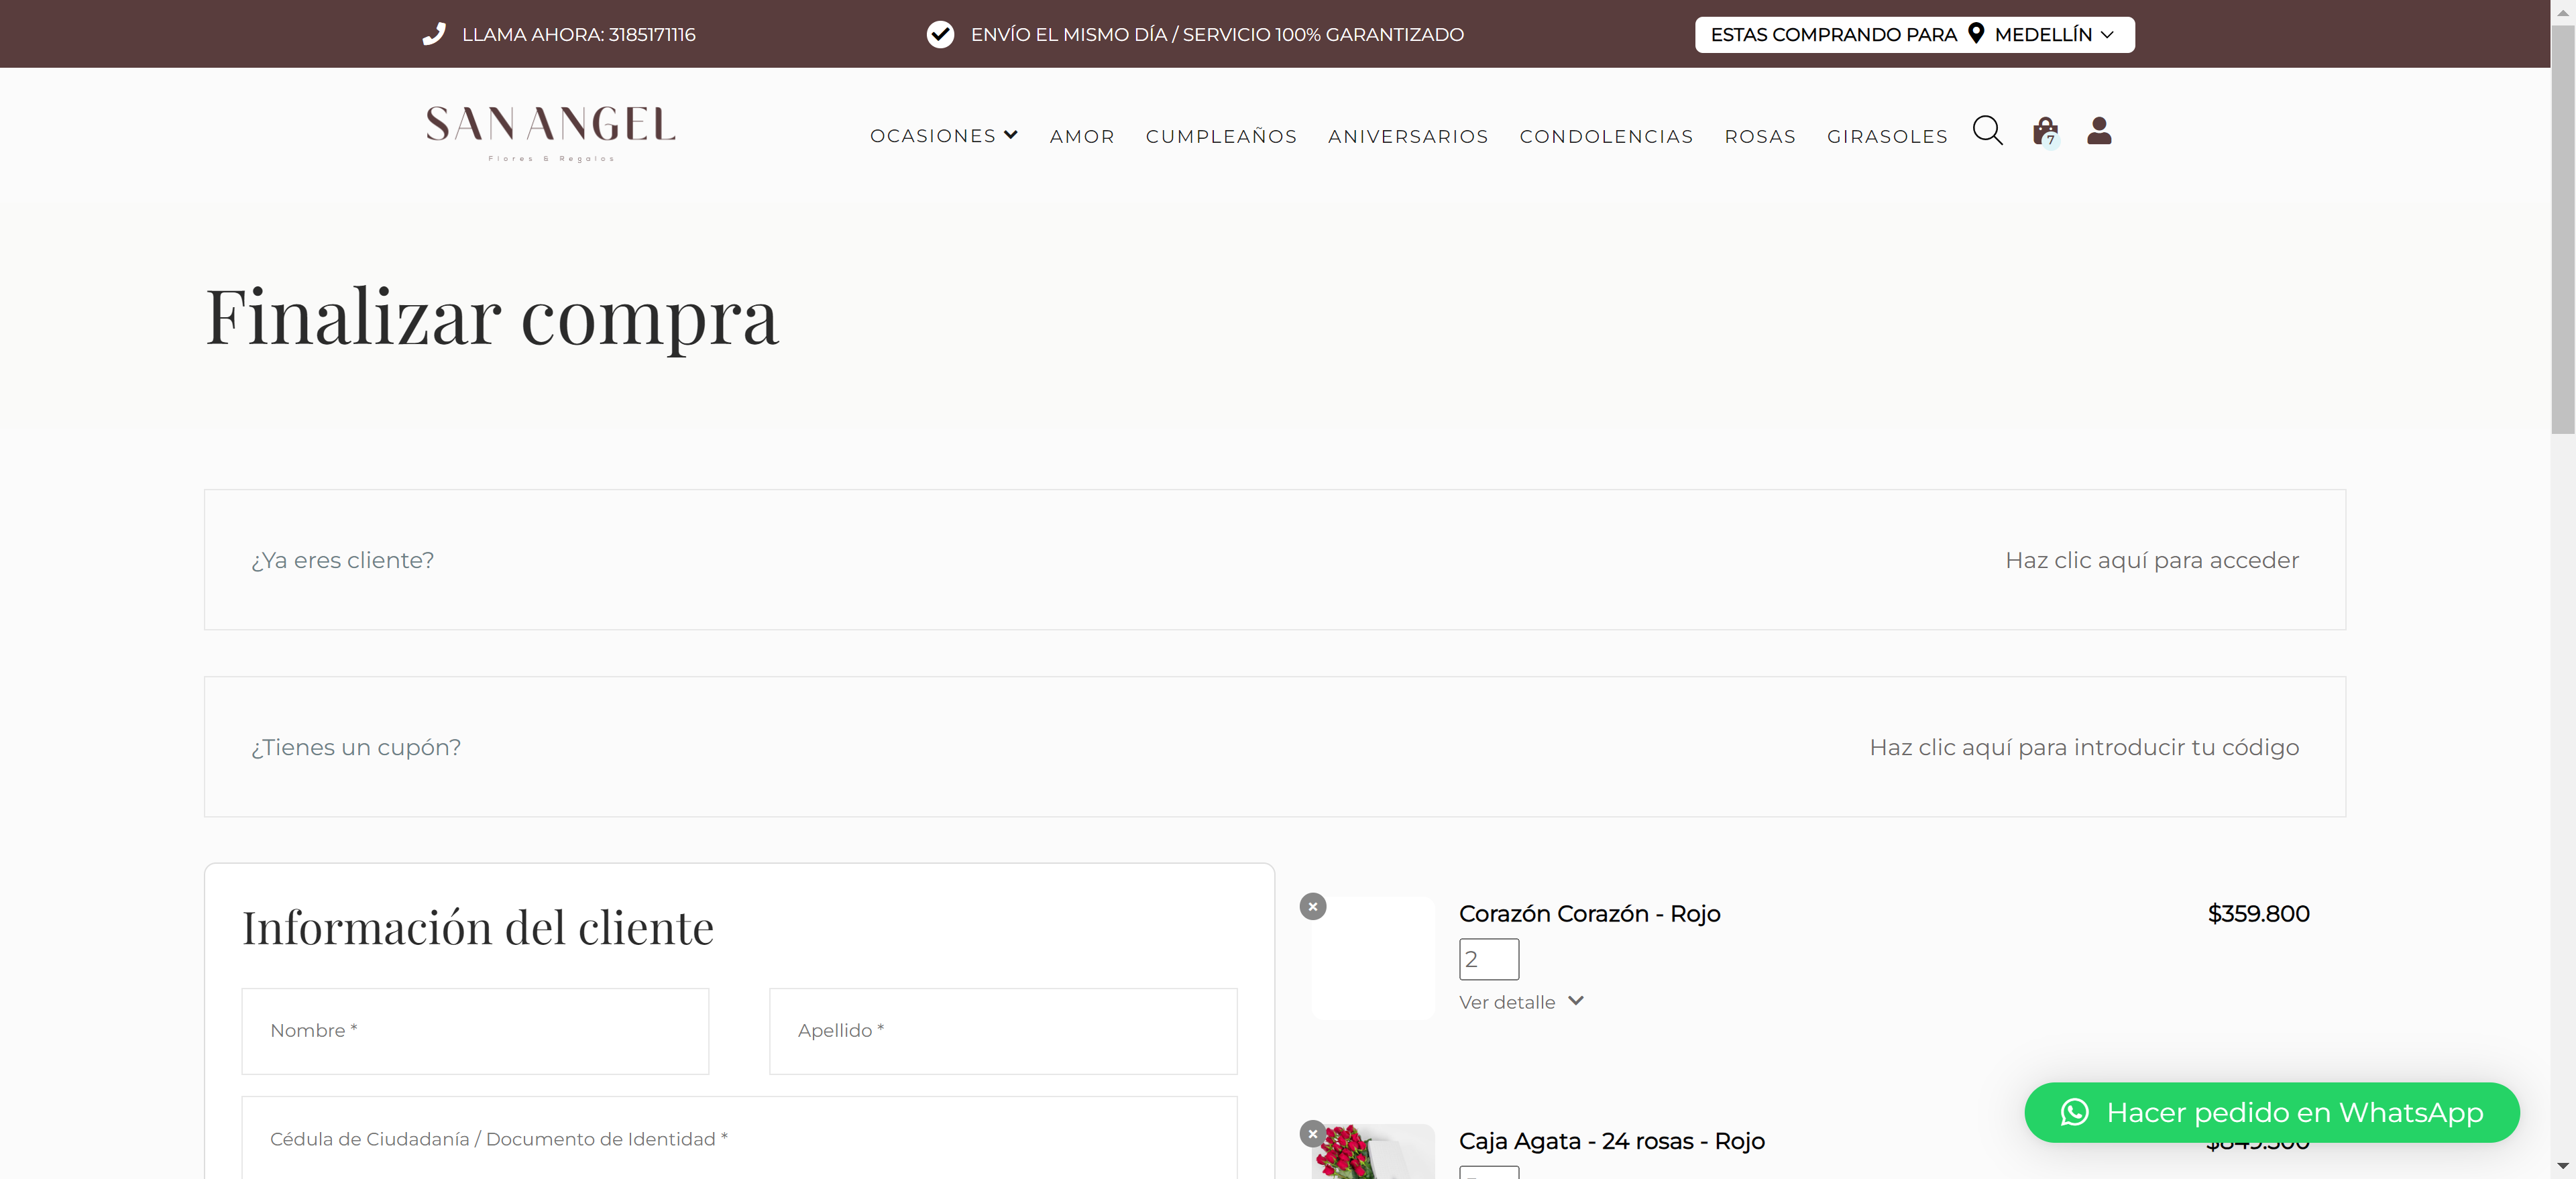 LLAMA AHORA: 3185171116
ENVÍO EL MISMO DÍA / SERVICIO 100% GARANTIZADO
ESTAS COMPRANDO PARA MEDELLÍN
SAN ANGEL
Flores & Regalos
OCASIONES
AMOR
CUMPLEAÑOS
ANIVERSARIOS
CONDOLENCIAS
ROSAS
GIRASOLES
7
Finalizar compra
¿Ya eres cliente?
Haz clic aquí para acceder
¿Tienes un cupón?
Haz clic aquí para introducir tu código
Información del cliente
Nombre *
Apellido *
Cédula de Ciudadanía / Documento de Identidad *
Corazón Corazón - Rojo
$359.800
2
Ver detalle
Caja Agata - 24 rosas - Rojo
Hacer pedido en WhatsApp